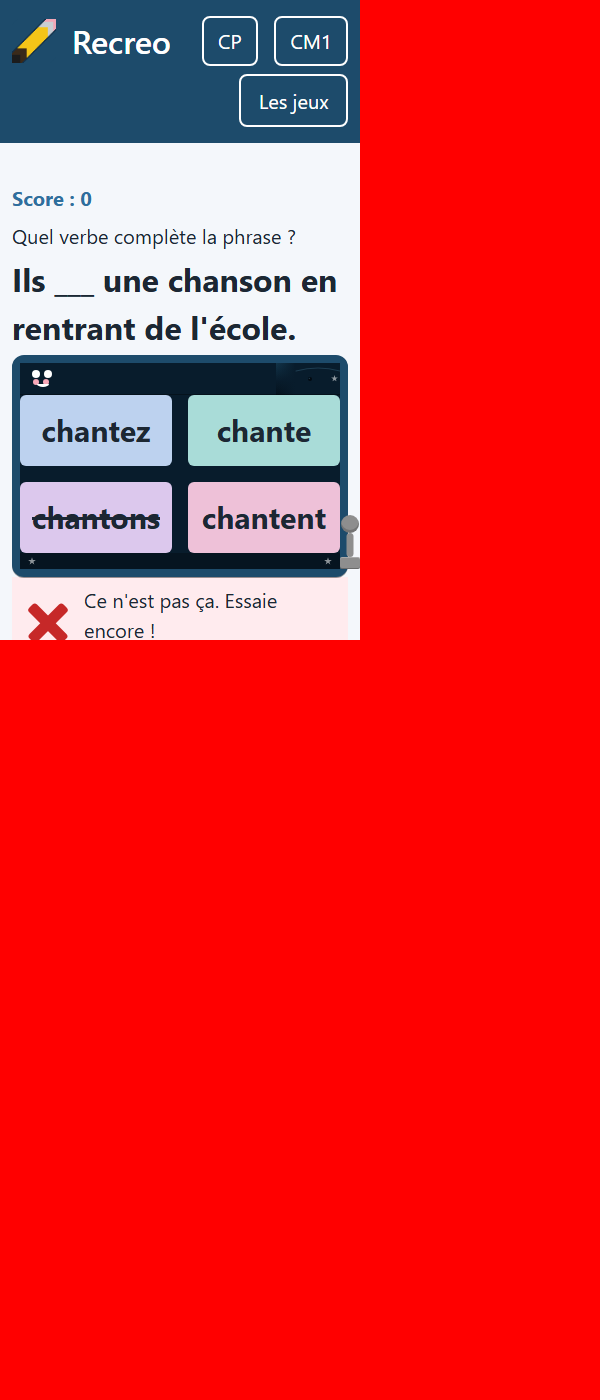 Recreo
CP
CM1
Les jeux
Score : 0
Quel verbe complète la phrase ?
Ils ___ une chanson en
rentrant de l'école.
chantez
chante
chantons
chantent
Ce n'est pas ça. Essaie
encore !